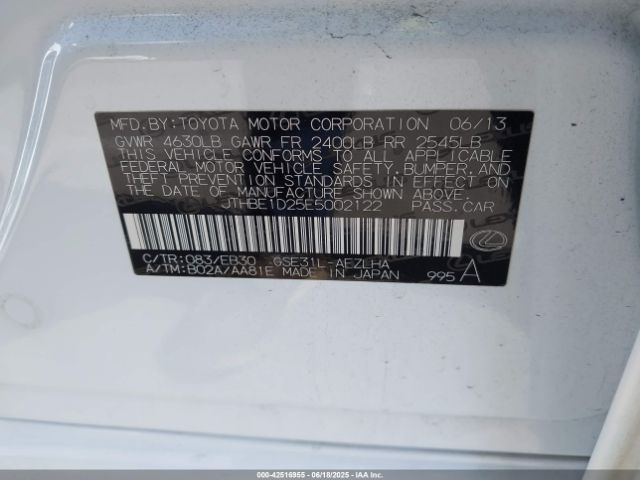 MFD. BY: TOYOTA MOTOR CORPORATION 06/13
GVWR 4630LB GAWR FR 2400LB RR 2545LB
THIS VEHICLE CONFORMS TO ALL APPLICABLE
FEDERAL MOTOR VEHICLE SAFETY, BUMPER, AND
THEFT PREVENTION STANDARDS IN EFFECT ON
THE DATE OF MANUFACTURE SHOWN ABOVE.
JTHBE1D25E5002122 PASS. CAR
C/TR: 083/EB30 GSE31L-AEZLHA
A/TM: B02A/AA81E MADE IN JAPAN 995 A
000-42516955 - 06/18/2025 - IAAI.COM